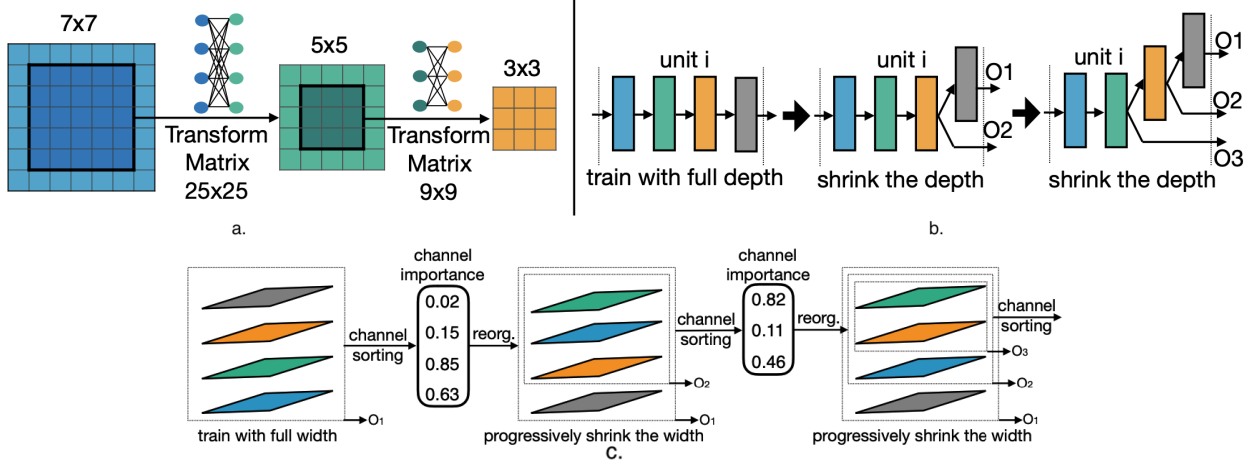 7x7
Transform
Matrix
25x25
5x5
Transform
Matrix
9x9
3x3
a.
unit i
train with full depth
unit i
O1
O2
shrink the depth
unit i
O1
O2
O3
shrink the depth
b.
train with full width
O1
channel
sorting
channel
importance
0.02
0.15
0.85
0.63
reorg.
O2
O1
progressively shrink the width
channel
sorting
channel
importance
0.82
0.11
0.46
reorg.
O3
O2
O1
channel
sorting
progressively shrink the width
c.